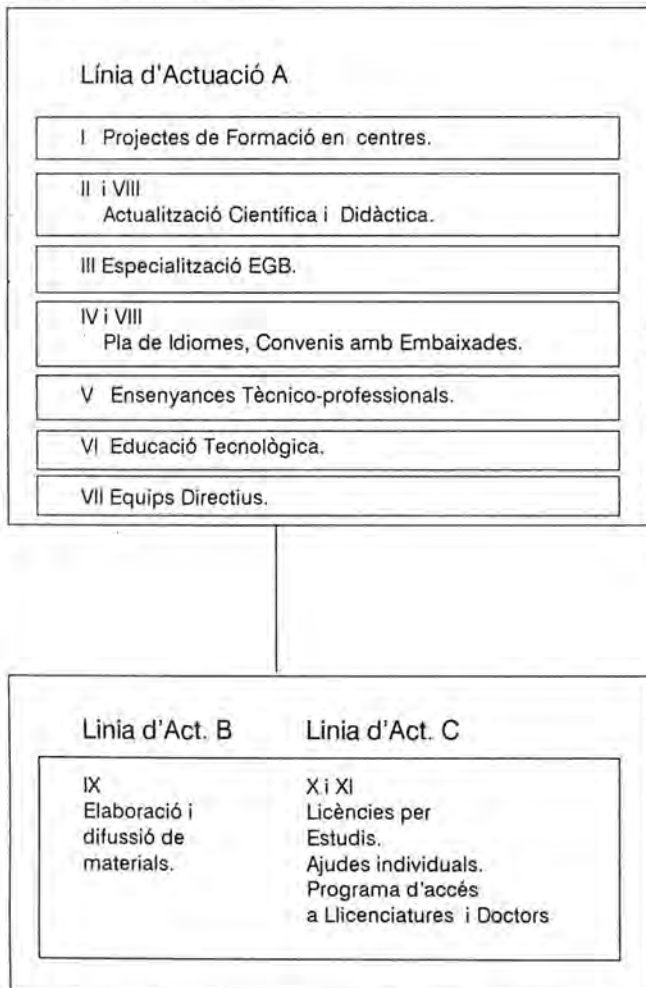 Línia d'Actuació A
I Projectes de Formació en centres.
II i VIII
Actualització Científica i Didàctica.
III Especialització EGB.
IV i VIII
Pla de Idiomes, Convenis amb Embaixades.
V Ensenyances Tècnico-professionals.
VI Educació Tecnològica.
VII Equips Directius.
Linia d'Act. B
IX
Elaboració i
difussió de
materials.
Linia d'Act. C
X i XI
Licències per
Estudis.
Ajudes individuals.
Programa d'accés
a Llicenciatures i Doctors